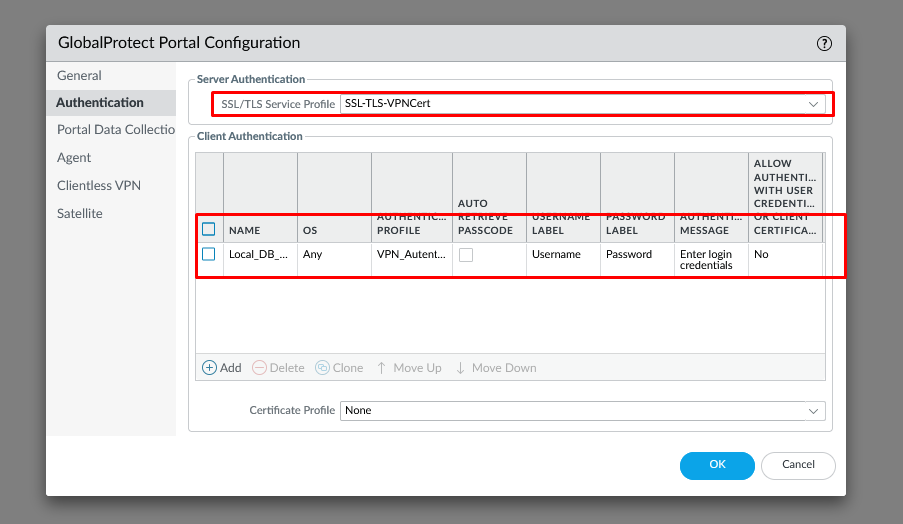 GlobalProtect Portal Configuration
General
Authentication
Portal Data Collectio
Agent
Clientless VPN
Satellite
Server Authentication
SSL/TLS Service Profile SSL-TLS-VPNCert
Client Authentication
NAME
OS
AUTHENTIC...
PROFILE
AUTO
RETRIEVE
PASSCODE
USERNAME
LABEL
PASSWORD
LABEL
AUTHENTI...
MESSAGE
ALLOW
AUTHENTI...
WITH USER
CREDENTI...
OR CLIENT
CERTIFICA...
Local_DB_... Any VPN_Autent... Username Password Enter login No
credentials
Add Delete Clone Move Up Move Down
Certificate Profile None
OK Cancel